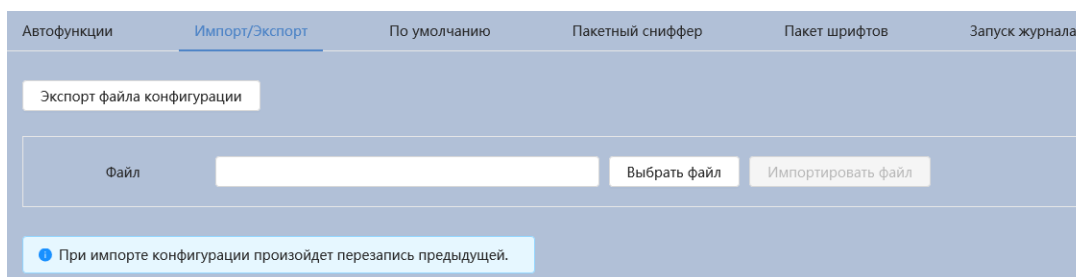 Автофункции Импорт/Экспорт По умолчанию Пакетный сниффер Пакет шрифтов Запуск журнала
Экспорт файла конфигурации
Файл Выбрать файл Импортировать файл
При импорте конфигурации произойдет перезапись предыдущей.